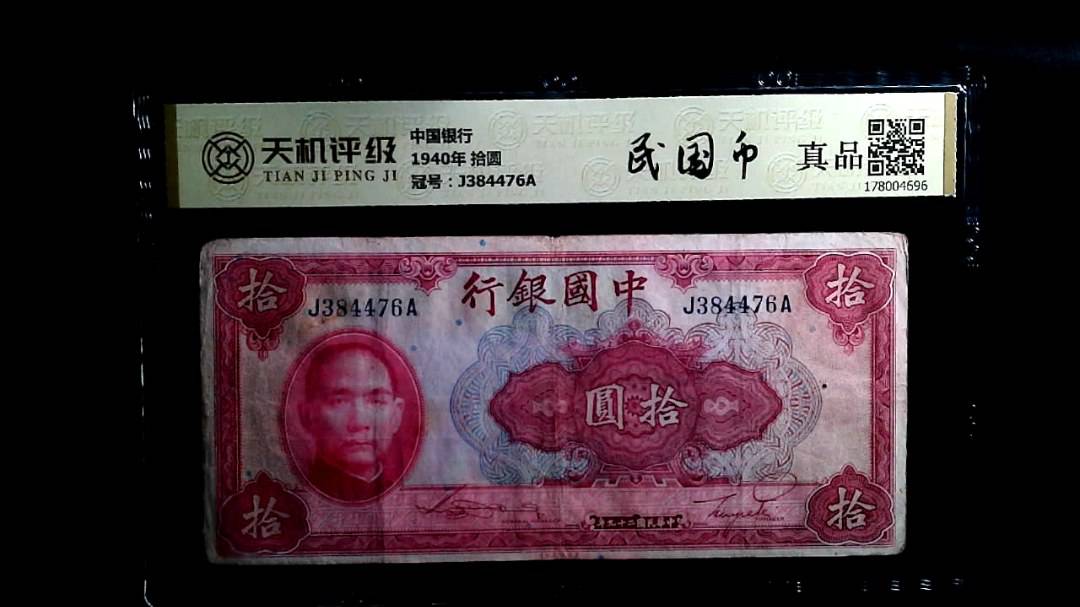 天机评级
TIAN JI PING JI
中国银行
1940年 拾圆
冠号：J384476A
民国币
真品
178004696
行銀國中
拾
拾
J384476A
J384476A
圓拾
拾
拾
年九十二國民華中